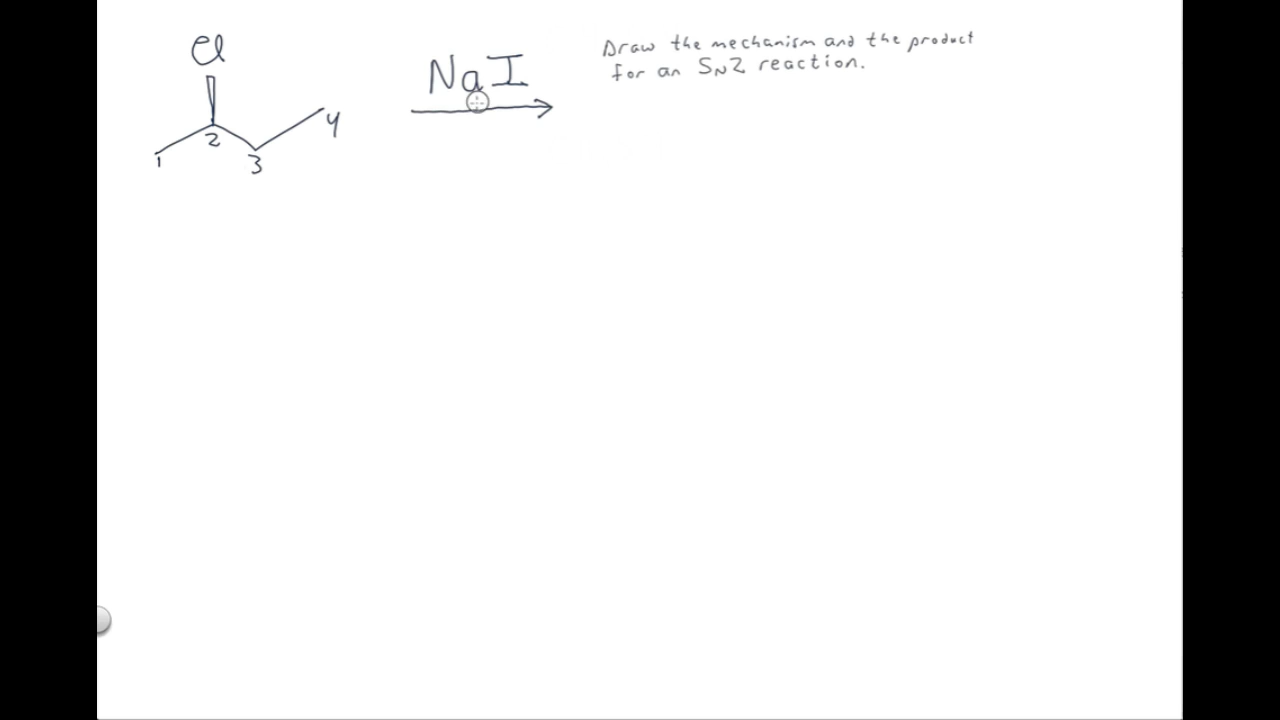 Cl
NaI
Draw the mechanism and the product
for an SN2 reaction.
1
2
3
4